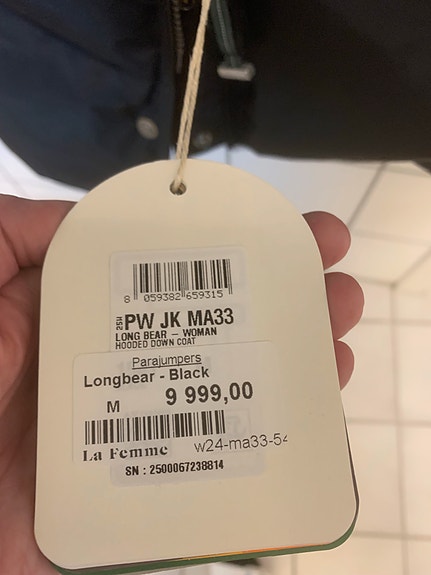 8 059382 659315
25W PW JK MA33
LONG BEAR – WOMAN
HOODED DOWN COAT
Parajumpers
Longbear - Black
M 9 999,00
La Femme w24-ma33-54
SN : 2500067238814